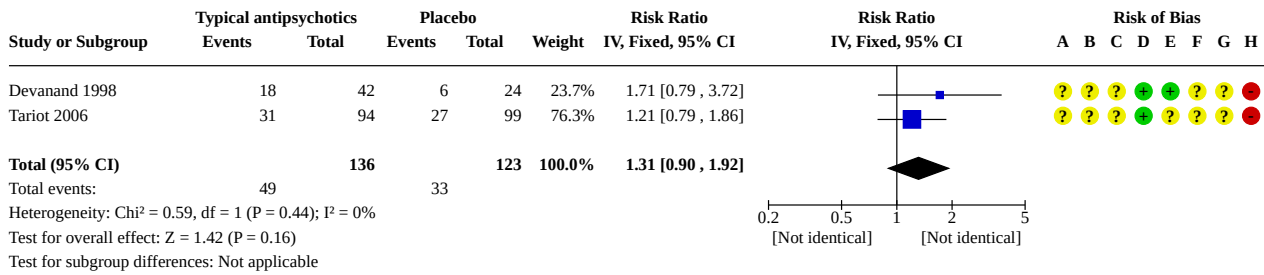 Typical antipsychotics Placebo Risk Ratio Risk Ratio Risk of Bias
Study or Subgroup Events Total Events Total Weight IV, Fixed, 95% CI IV, Fixed, 95% CI A B C D E F G H
Devanand 1998 18 42 6 24 23.7% 1.71 [0.79 , 3.72] ? ? ? + + ? ? -
Tariot 2006 31 94 27 99 76.3% 1.21 [0.79 , 1.86] ? ? ? + ? ? ? -
Total (95% CI) 136 123 100.0% 1.31 [0.90 , 1.92]
Total events: 49 33
Heterogeneity: Chi² = 0.59, df = 1 (P = 0.44); I² = 0%
0.2 0.5 1 2 5
Test for overall effect: Z = 1.42 (P = 0.16)
[Not identical] [Not identical]
Test for subgroup differences: Not applicable